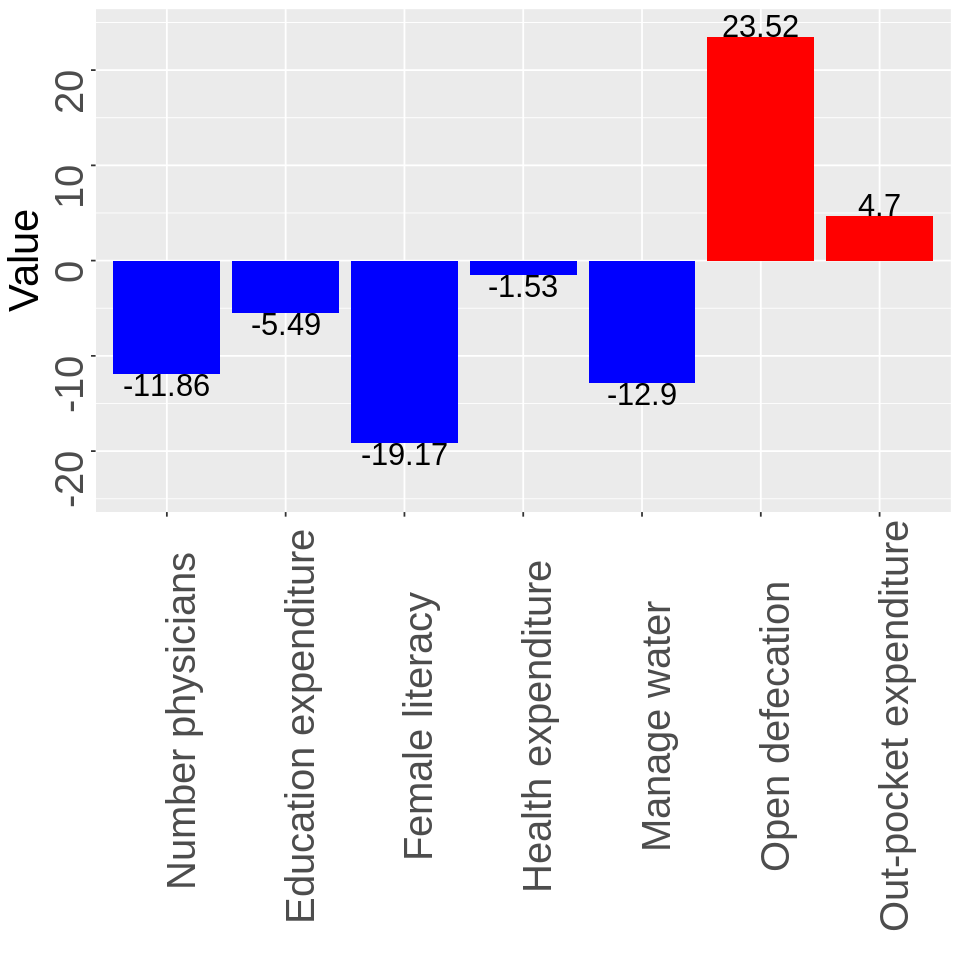 Value
20
10
0
-10
-20
23.52
4.7
-1.53
-5.49
-11.86
-12.9
-19.17
Number physicians
Education expenditure
Female literacy
Health expenditure
Manage water
Open defecation
Out-pocket expenditure